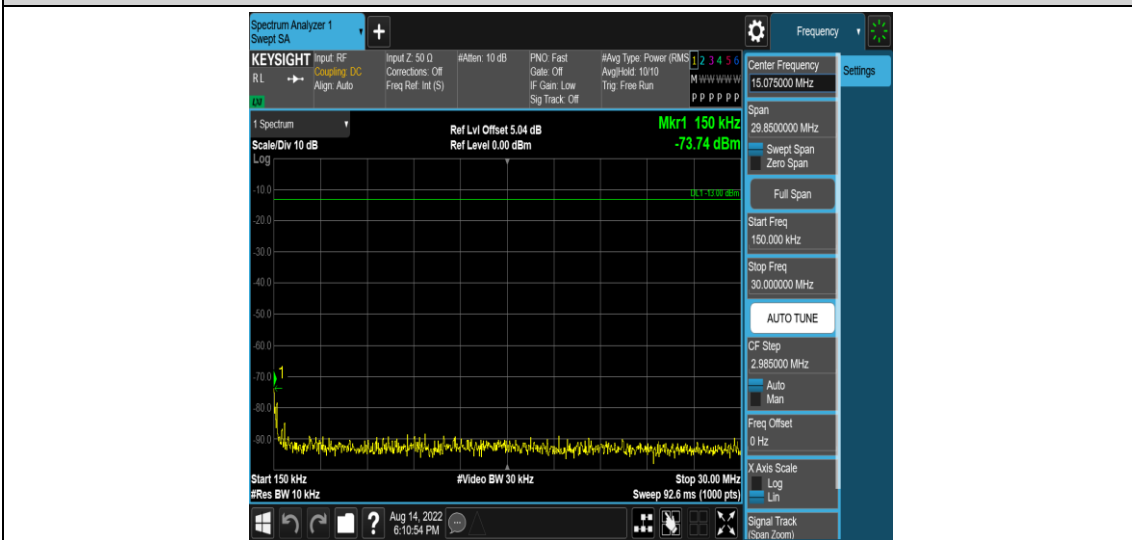 Spectrum Analyzer 1
Swept SA
+
Frequency
KEYSIGHT
RL
LXI
Input: RF
Coupling: DC
Align: Auto
Input Z: 50 Ω
Corrections: Off
Freq Ref: Int (S)
#Atten: 10 dB
PNO: Fast
Gate: Off
IF Gain: Low
Sig Track: Off
#Avg Type: Power (RMS
Avg|Hold: 10/10
Trig: Free Run
1 2 3 4 5 6
M W W W W W
P P P P P P
1 Spectrum
Scale/Div 10 dB
Log
Ref Lvl Offset 5.04 dB
Ref Level 0.00 dBm
Mkr1 150 kHz
-73.74 dBm
DL1 -13.00 dBm
-10.0
-20.0
-30.0
-40.0
-50.0
-60.0
-70.0
-80.0
-90.0
1
Start 150 kHz
#Res BW 10 kHz
#Video BW 30 kHz
Stop 30.00 MHz
Sweep 92.6 ms (1000 pts)
Center Frequency
15.075000 MHz
Settings
Span
29.8500000 MHz
Swept Span
Zero Span
Full Span
Start Freq
150.000 kHz
Stop Freq
30.000000 MHz
AUTO TUNE
CF Step
2.985000 MHz
Auto
Man
Freq Offset
0 Hz
X Axis Scale
Log
Lin
Signal Track
(Span Zoom)
?
Aug 14, 2022
6:10:54 PM